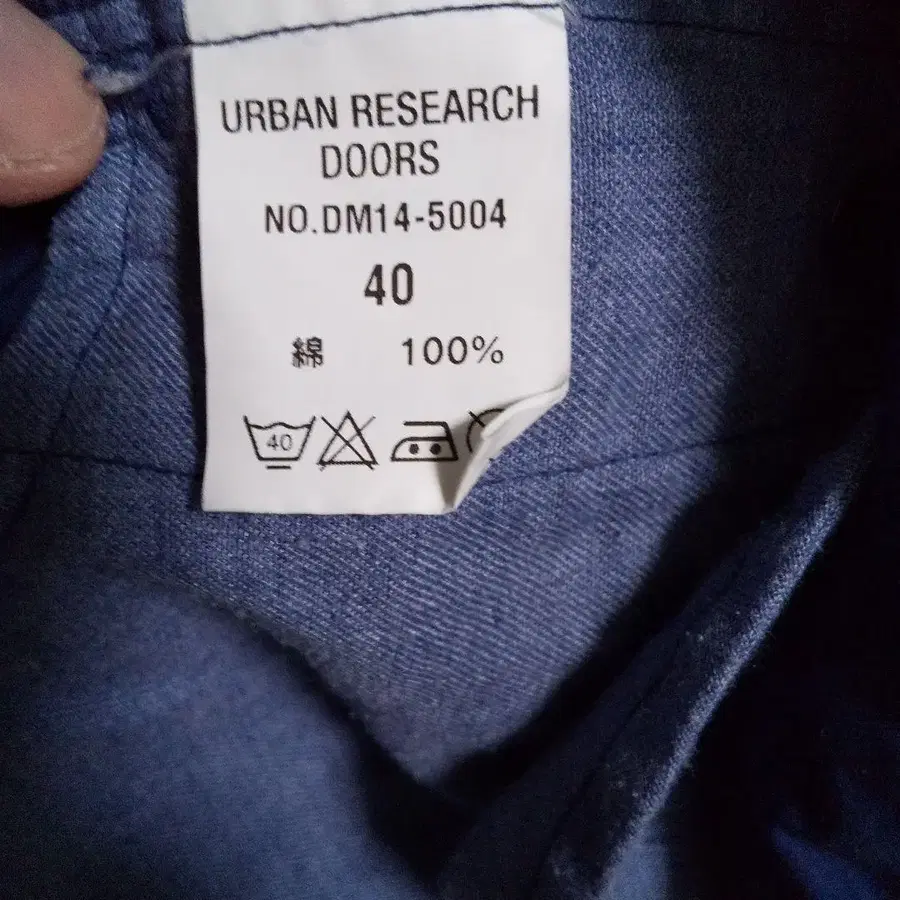 URBAN RESEARCH
DOORS
NO.DM14-5004
40
綿 100%
40